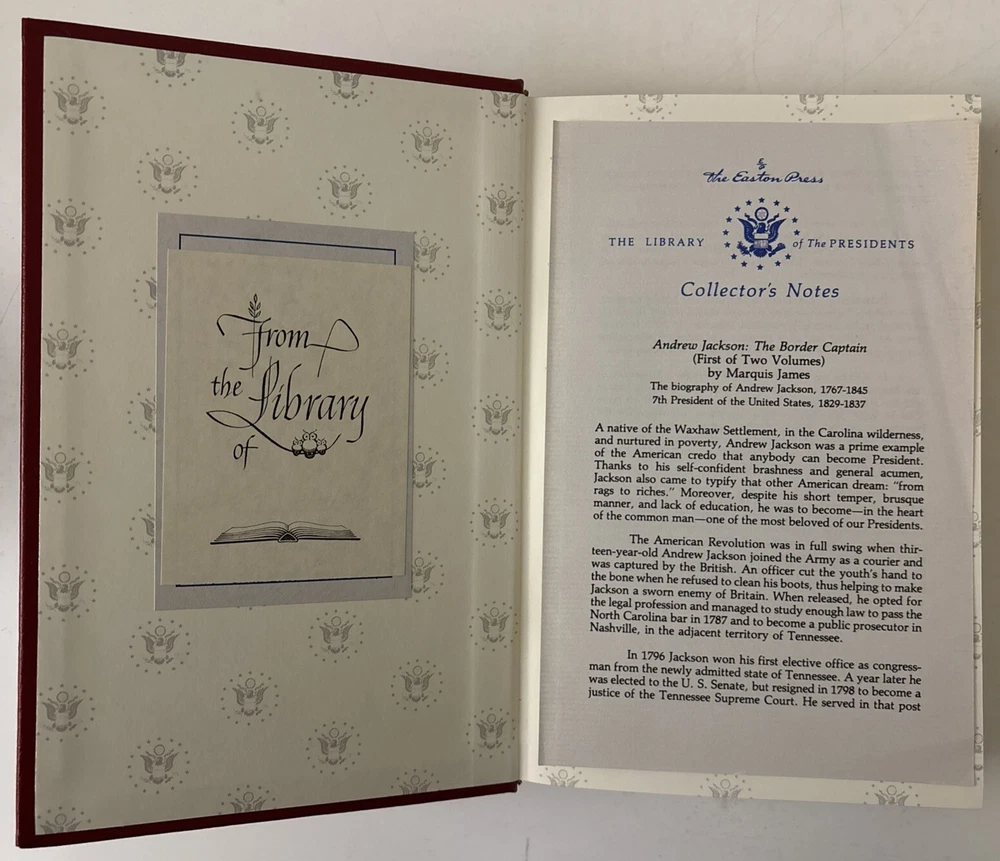 From
the Library
of
The Easton Press
THE LIBRARY of The PRESIDENTS
Collector's Notes
Andrew Jackson: The Border Captain
(First of Two Volumes)
by Marquis James
The biography of Andrew Jackson, 1767-1845
7th President of the United States, 1829-1837
A native of the Waxhaw Settlement, in the Carolina wilderness,
and nurtured in poverty, Andrew Jackson was a prime example
of the American credo that anybody can become President.
Thanks to his self-confident brashness and general acumen,
Jackson also came to typify that other American dream: "from
rags to riches." Moreover, despite his short temper, brusque
manner, and lack of education, he was to become—in the heart
of the common man—one of the most beloved of our Presidents.
The American Revolution was in full swing when thir-
teen-year-old Andrew Jackson joined the Army as a courier and
was captured by the British. An officer cut the youth's hand to
the bone when he refused to clean his boots, thus helping to make
Jackson a sworn enemy of Britain. When released, he opted for
the legal profession and managed to study enough law to pass the
North Carolina bar in 1787 and to become a public prosecutor in
Nashville, in the adjacent territory of Tennessee.
In 1796 Jackson won his first elective office as congress-
man from the newly admitted state of Tennessee. A year later he
was elected to the U. S. Senate, but resigned in 1798 to become a
justice of the Tennessee Supreme Court. He served in that post